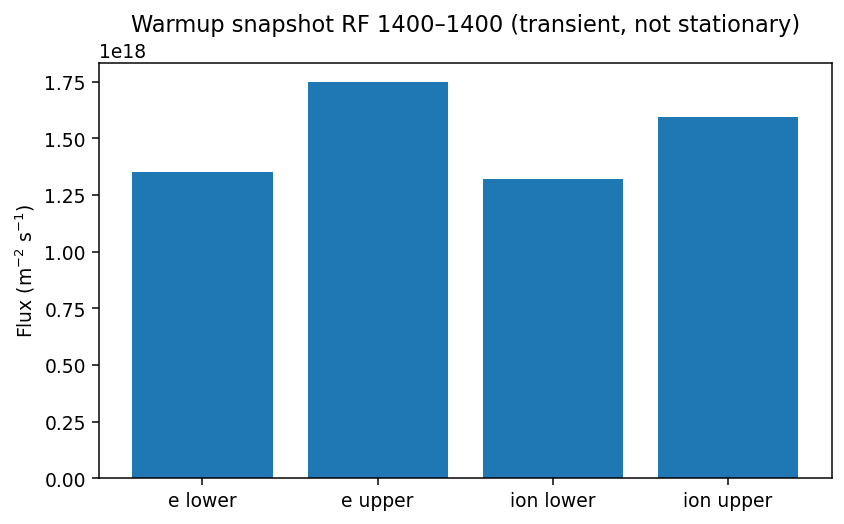 Warmup snapshot RF 1400–1400 (transient, not stationary)
1e18
Flux (m⁻² s⁻¹)
1.75
1.50
1.25
1.00
0.75
0.50
0.25
0.00
e lower
e upper
ion lower
ion upper